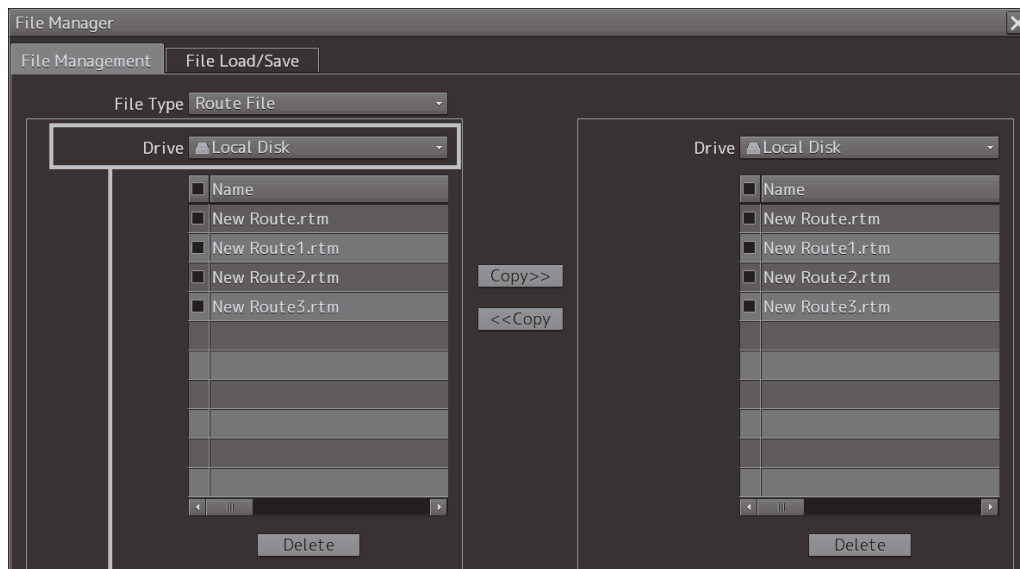 File Manager
File Management File Load/Save
File Type Route File
Drive Local Disk
Name
New Route.rtm
New Route1.rtm
New Route2.rtm
New Route3.rtm
Delete
Copy>>
<<Copy
Drive Local Disk
Name
New Route.rtm
New Route1.rtm
New Route2.rtm
New Route3.rtm
Delete